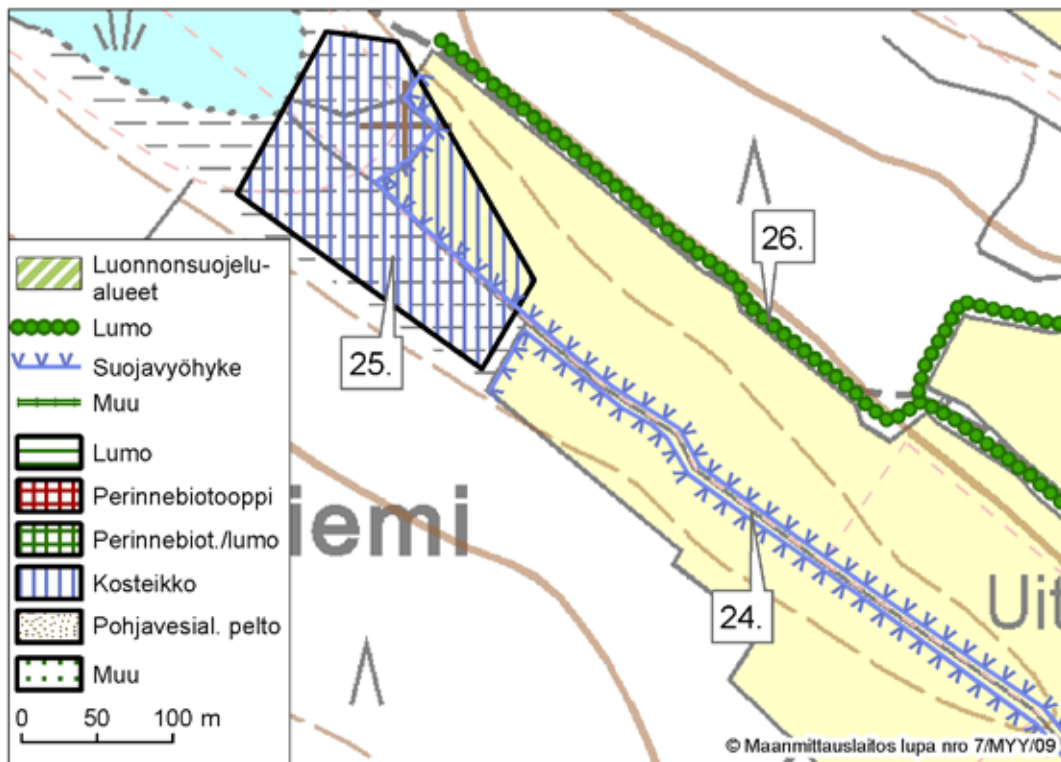 26.
25.
24.
Luonnonsuojelu-
alueet
Lumo
Suojavyöhyke
Muu
Lumo
Perinnebiotooppi
Perinnebiot./lumo
Kosteikko
Pohjavesial. pelto
Muu
0 50 100 m
iemi
Uit
© Maanmittauslaitos lupa nro 7/MYY/09